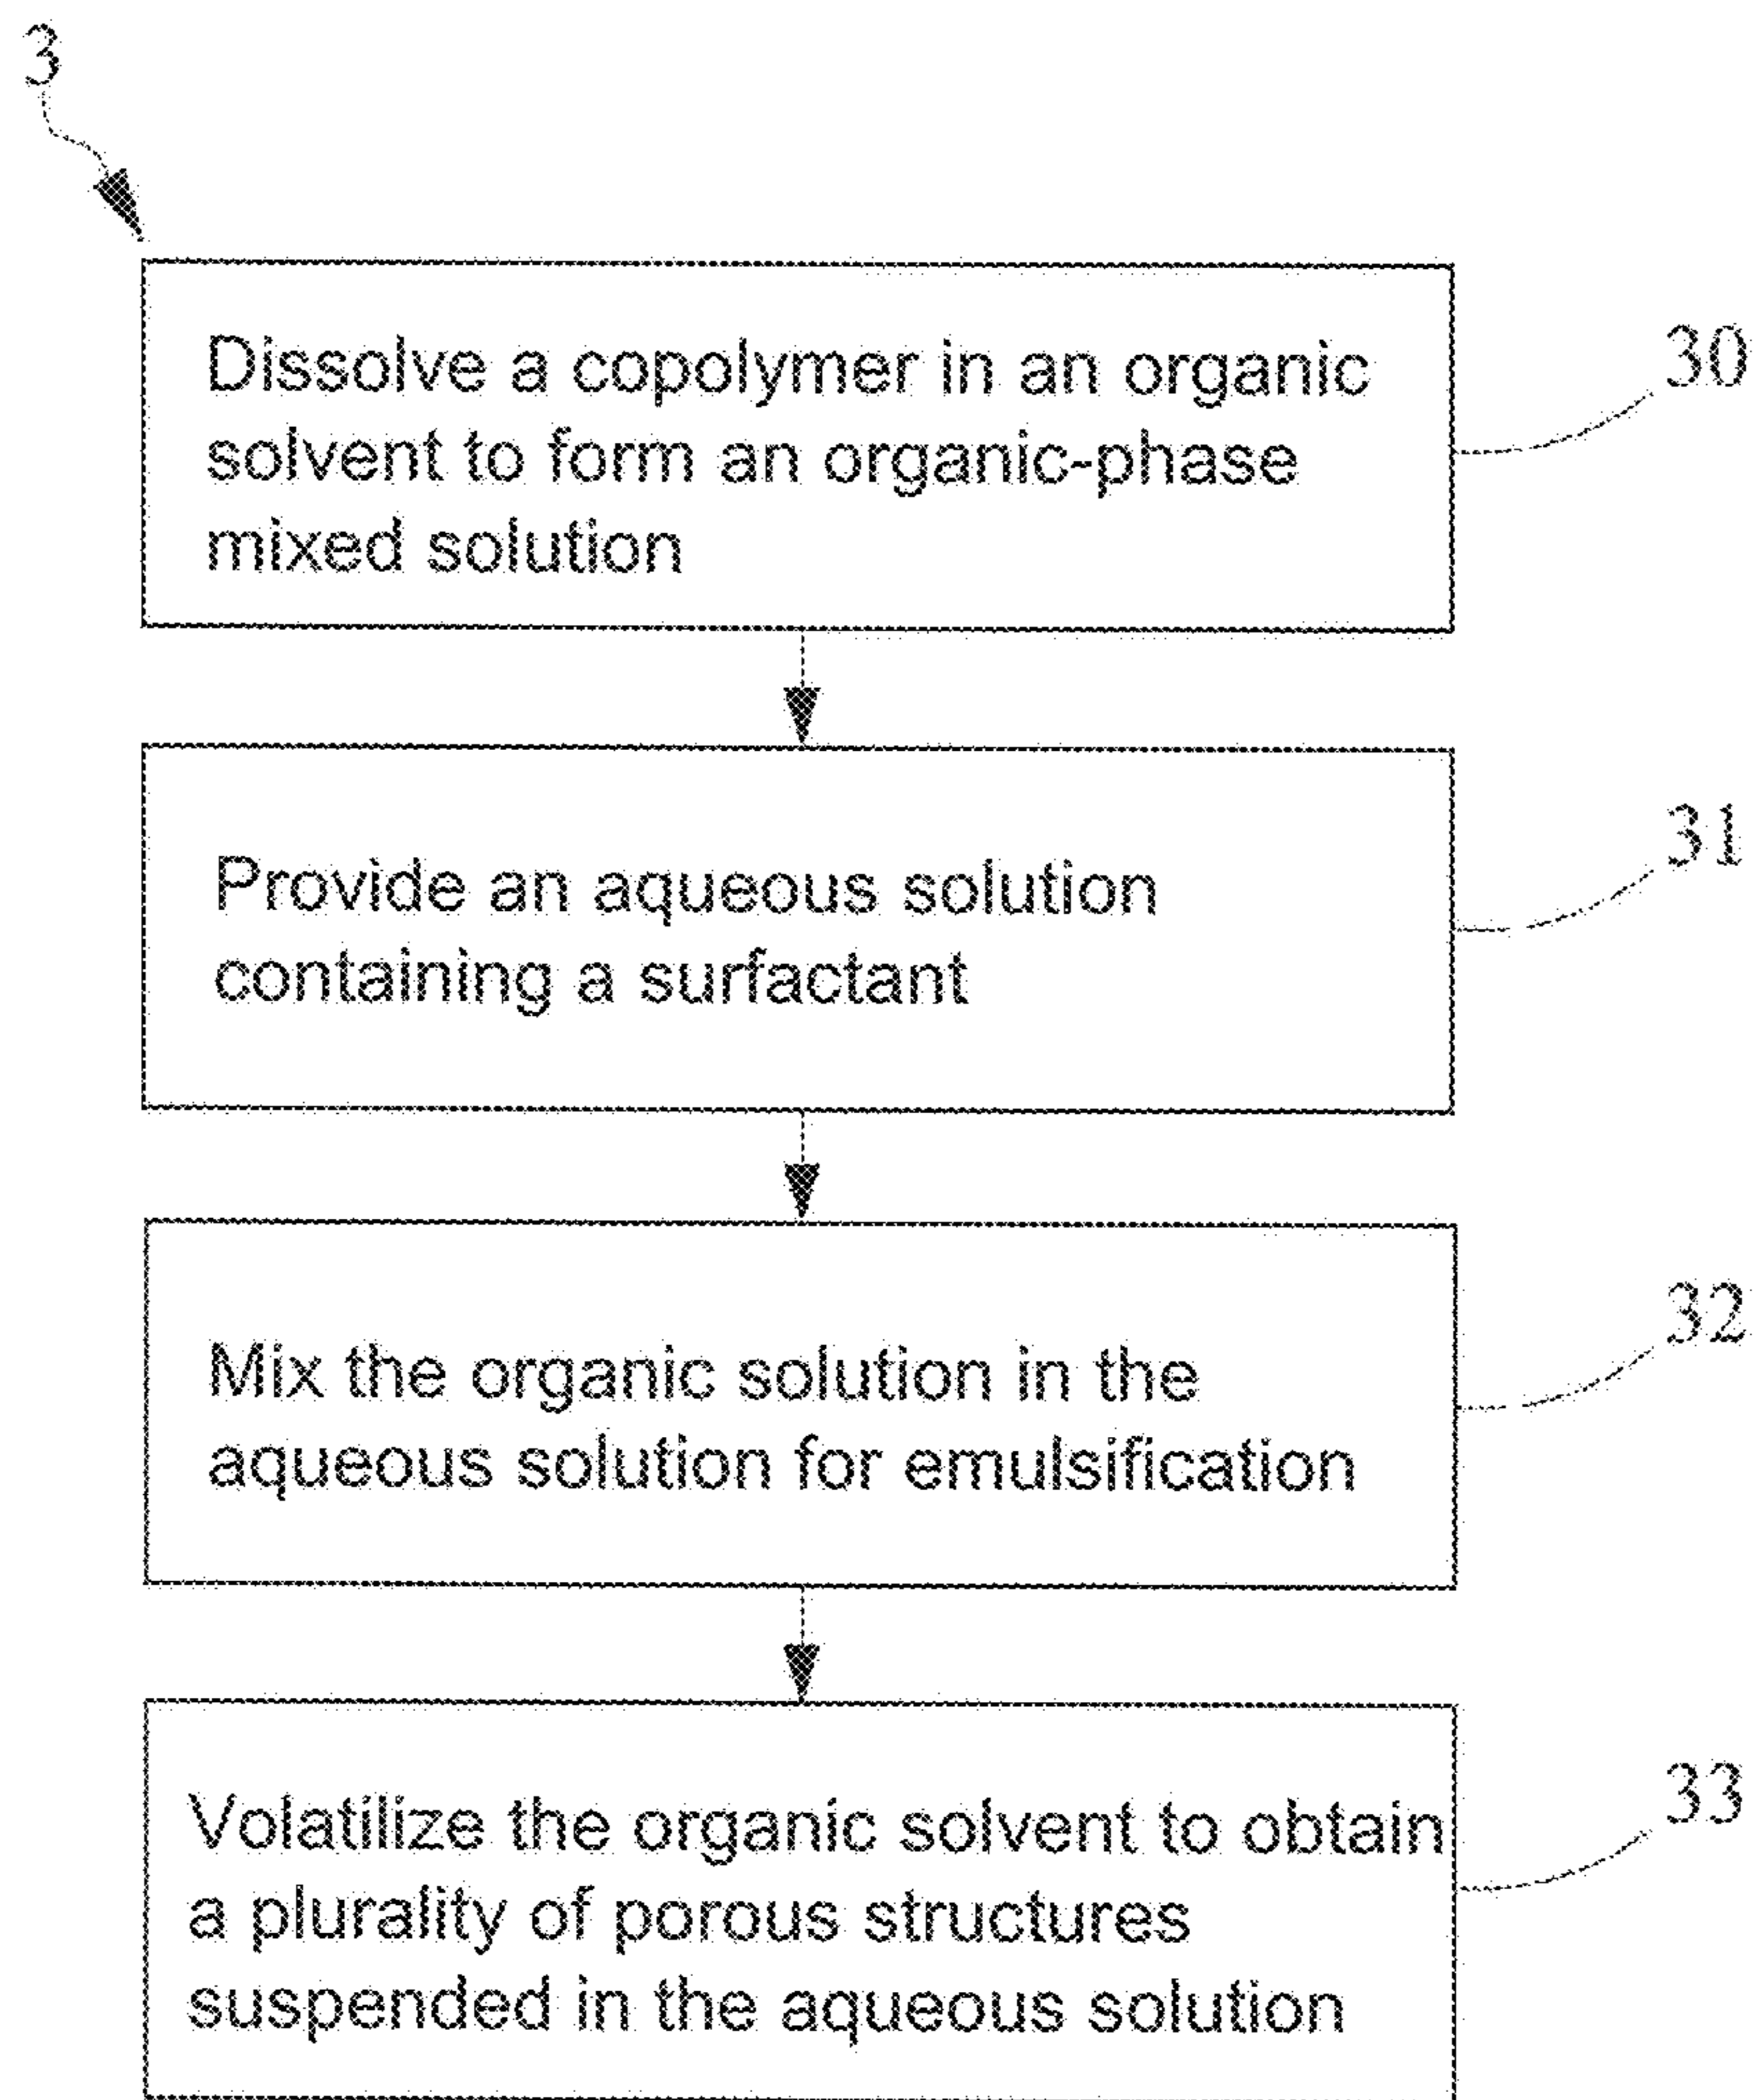 3
Dissolve a copolymer in an organic
solvent to form an organic-phase
mixed solution
30
Provide an aqueous solution
containing a surfactant
31
Mix the organic solution in the
aqueous solution for emulsification
32
Volatilize the organic solvent to obtain
a plurality of porous structures
suspended in the aqueous solution
33